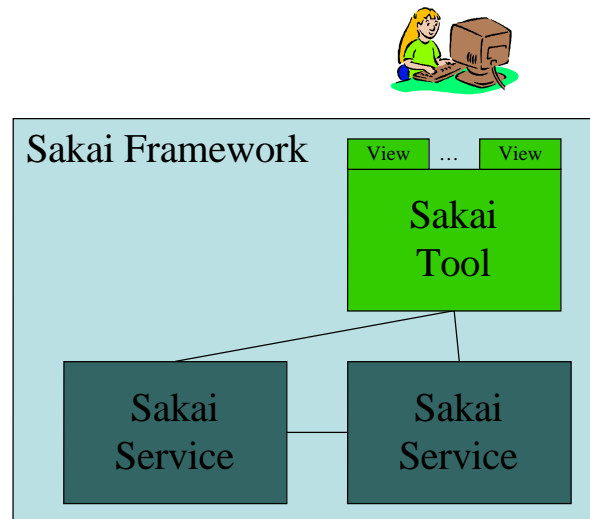 Sakai Framework
View … View
Sakai
Tool
Sakai
Service
Sakai
Service